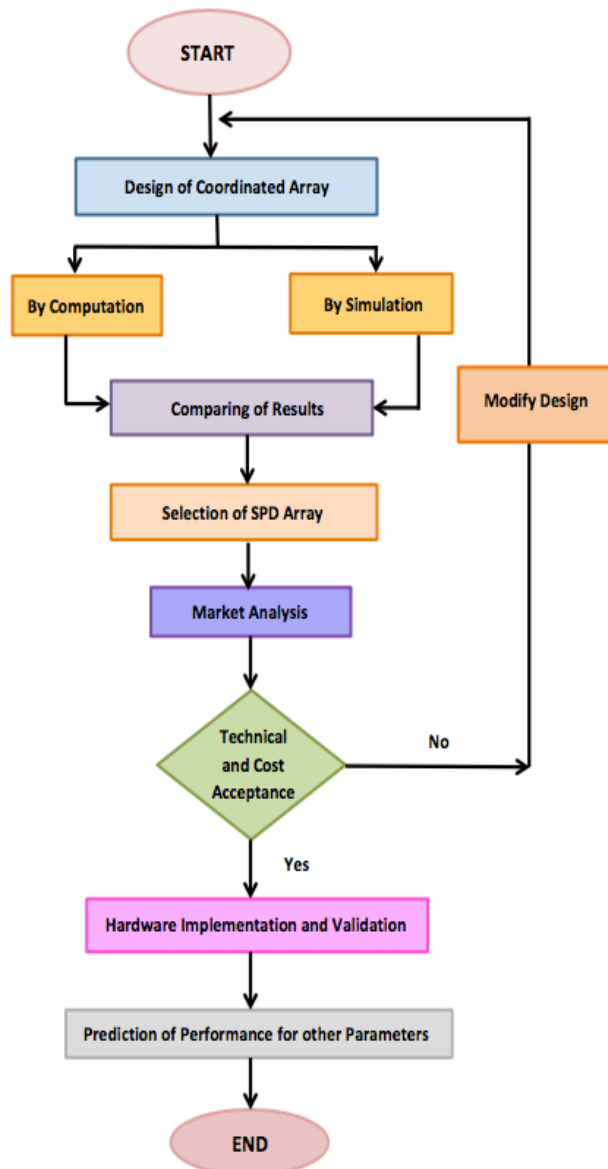 START
Design of Coordinated Array
By Computation
By Simulation
Comparing of Results
Modify Design
Selection of SPD Array
Market Analysis
Technical
and Cost
Acceptance
No
Yes
Hardware Implementation and Validation
Prediction of Performance for other Parameters
END